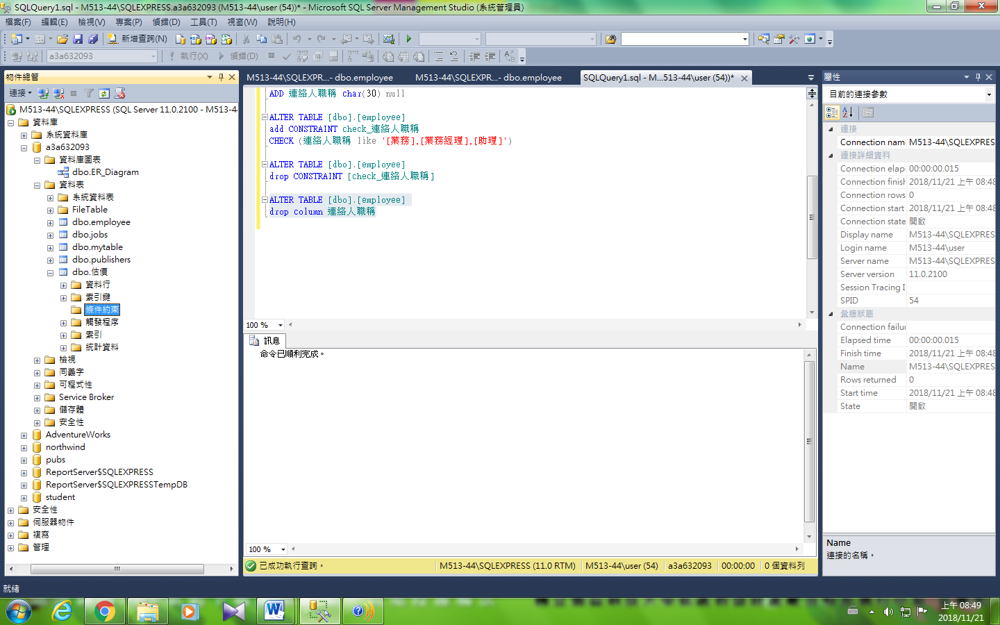 SQLQuery1.sql - M513-44\SQLEXPRESS.a3a632093 (M513-44\user (54))* - Microsoft SQL Server Management Studio (系統管理員)
檔案(F) 編輯(E) 檢視(V) 專案(P) 偵錯(D) 工具(T) 視窗(W) 說明(H)
新增查詢(N)
a3a632093 執行(X) 偵錯(D)
物件總管
連接
M513-44\SQLEXPRESS (SQL Server 11.0.2100 - M513-4
資料庫
系統資料庫
a3a632093
資料庫圖表
dbo.ER_Diagram
資料表
系統資料表
FileTable
dbo.employee
dbo.jobs
dbo.mytable
dbo.publishers
dbo.估價
資料行
索引鍵
條件約束
觸發程序
索引
統計資料
檢視
同義字
可程式性
Service Broker
儲存體
安全性
AdventureWorks
northwind
pubs
ReportServer$SQLEXPRESS
ReportServer$SQLEXPRESSTempDB
student
安全性
伺服器物件
複寫
管理
M513-44\SQLEXPR...- dbo.employee M513-44\SQLEXPR...- dbo.employee SQLQuery1.sql - M...513-44\user (54))*
ADD 連絡人職稱 char(30) null
ALTER TABLE [dbo].[employee]
add CONSTRAINT check_連絡人職稱
CHECK (連絡人職稱 like '[業務],[業務經理],[助理]')
ALTER TABLE [dbo].[employee]
drop CONSTRAINT [check_連絡人職稱]
ALTER TABLE [dbo].[employee]
drop column 連絡人職稱
100 %
訊息
命令已順利完成。
100 %
已成功執行查詢。 M513-44\SQLEXPRESS (11.0 RTM) M513-44\user (54) a3a632093 00:00:00 0 個資料列
屬性
目前的連接參數
連接
Connection nam M513-44\SQLEXPRES
連接詳細資料
Connection elap 00:00:00.015
Connection finish 2018/11/21 上午 08:48
Connection rows 0
Connection start 2018/11/21 上午 08:48
Connection state 開啟
Display name M513-44\SQLEXPRES
Login name M513-44\user
Server name M513-44\SQLEXPRES
Server version 11.0.2100
Session Tracing I
SPID 54
彙總狀態
Connection failur
Elapsed time 00:00:00.015
Finish time 2018/11/21 上午 08:48
Name M513-44\SQLEXPRES
Rows returned 0
Start time 2018/11/21 上午 08:48
State 開啟
Name
連接的名稱。
就緒
上午 08:49
2018/11/21